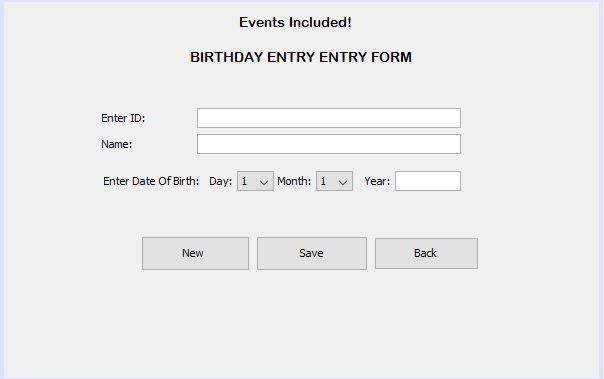 Events Included!
BIRTHDAY ENTRY ENTRY FORM
Enter ID:
Name:
Enter Date Of Birth: Day: 1 Month: 1 Year:
New Save Back